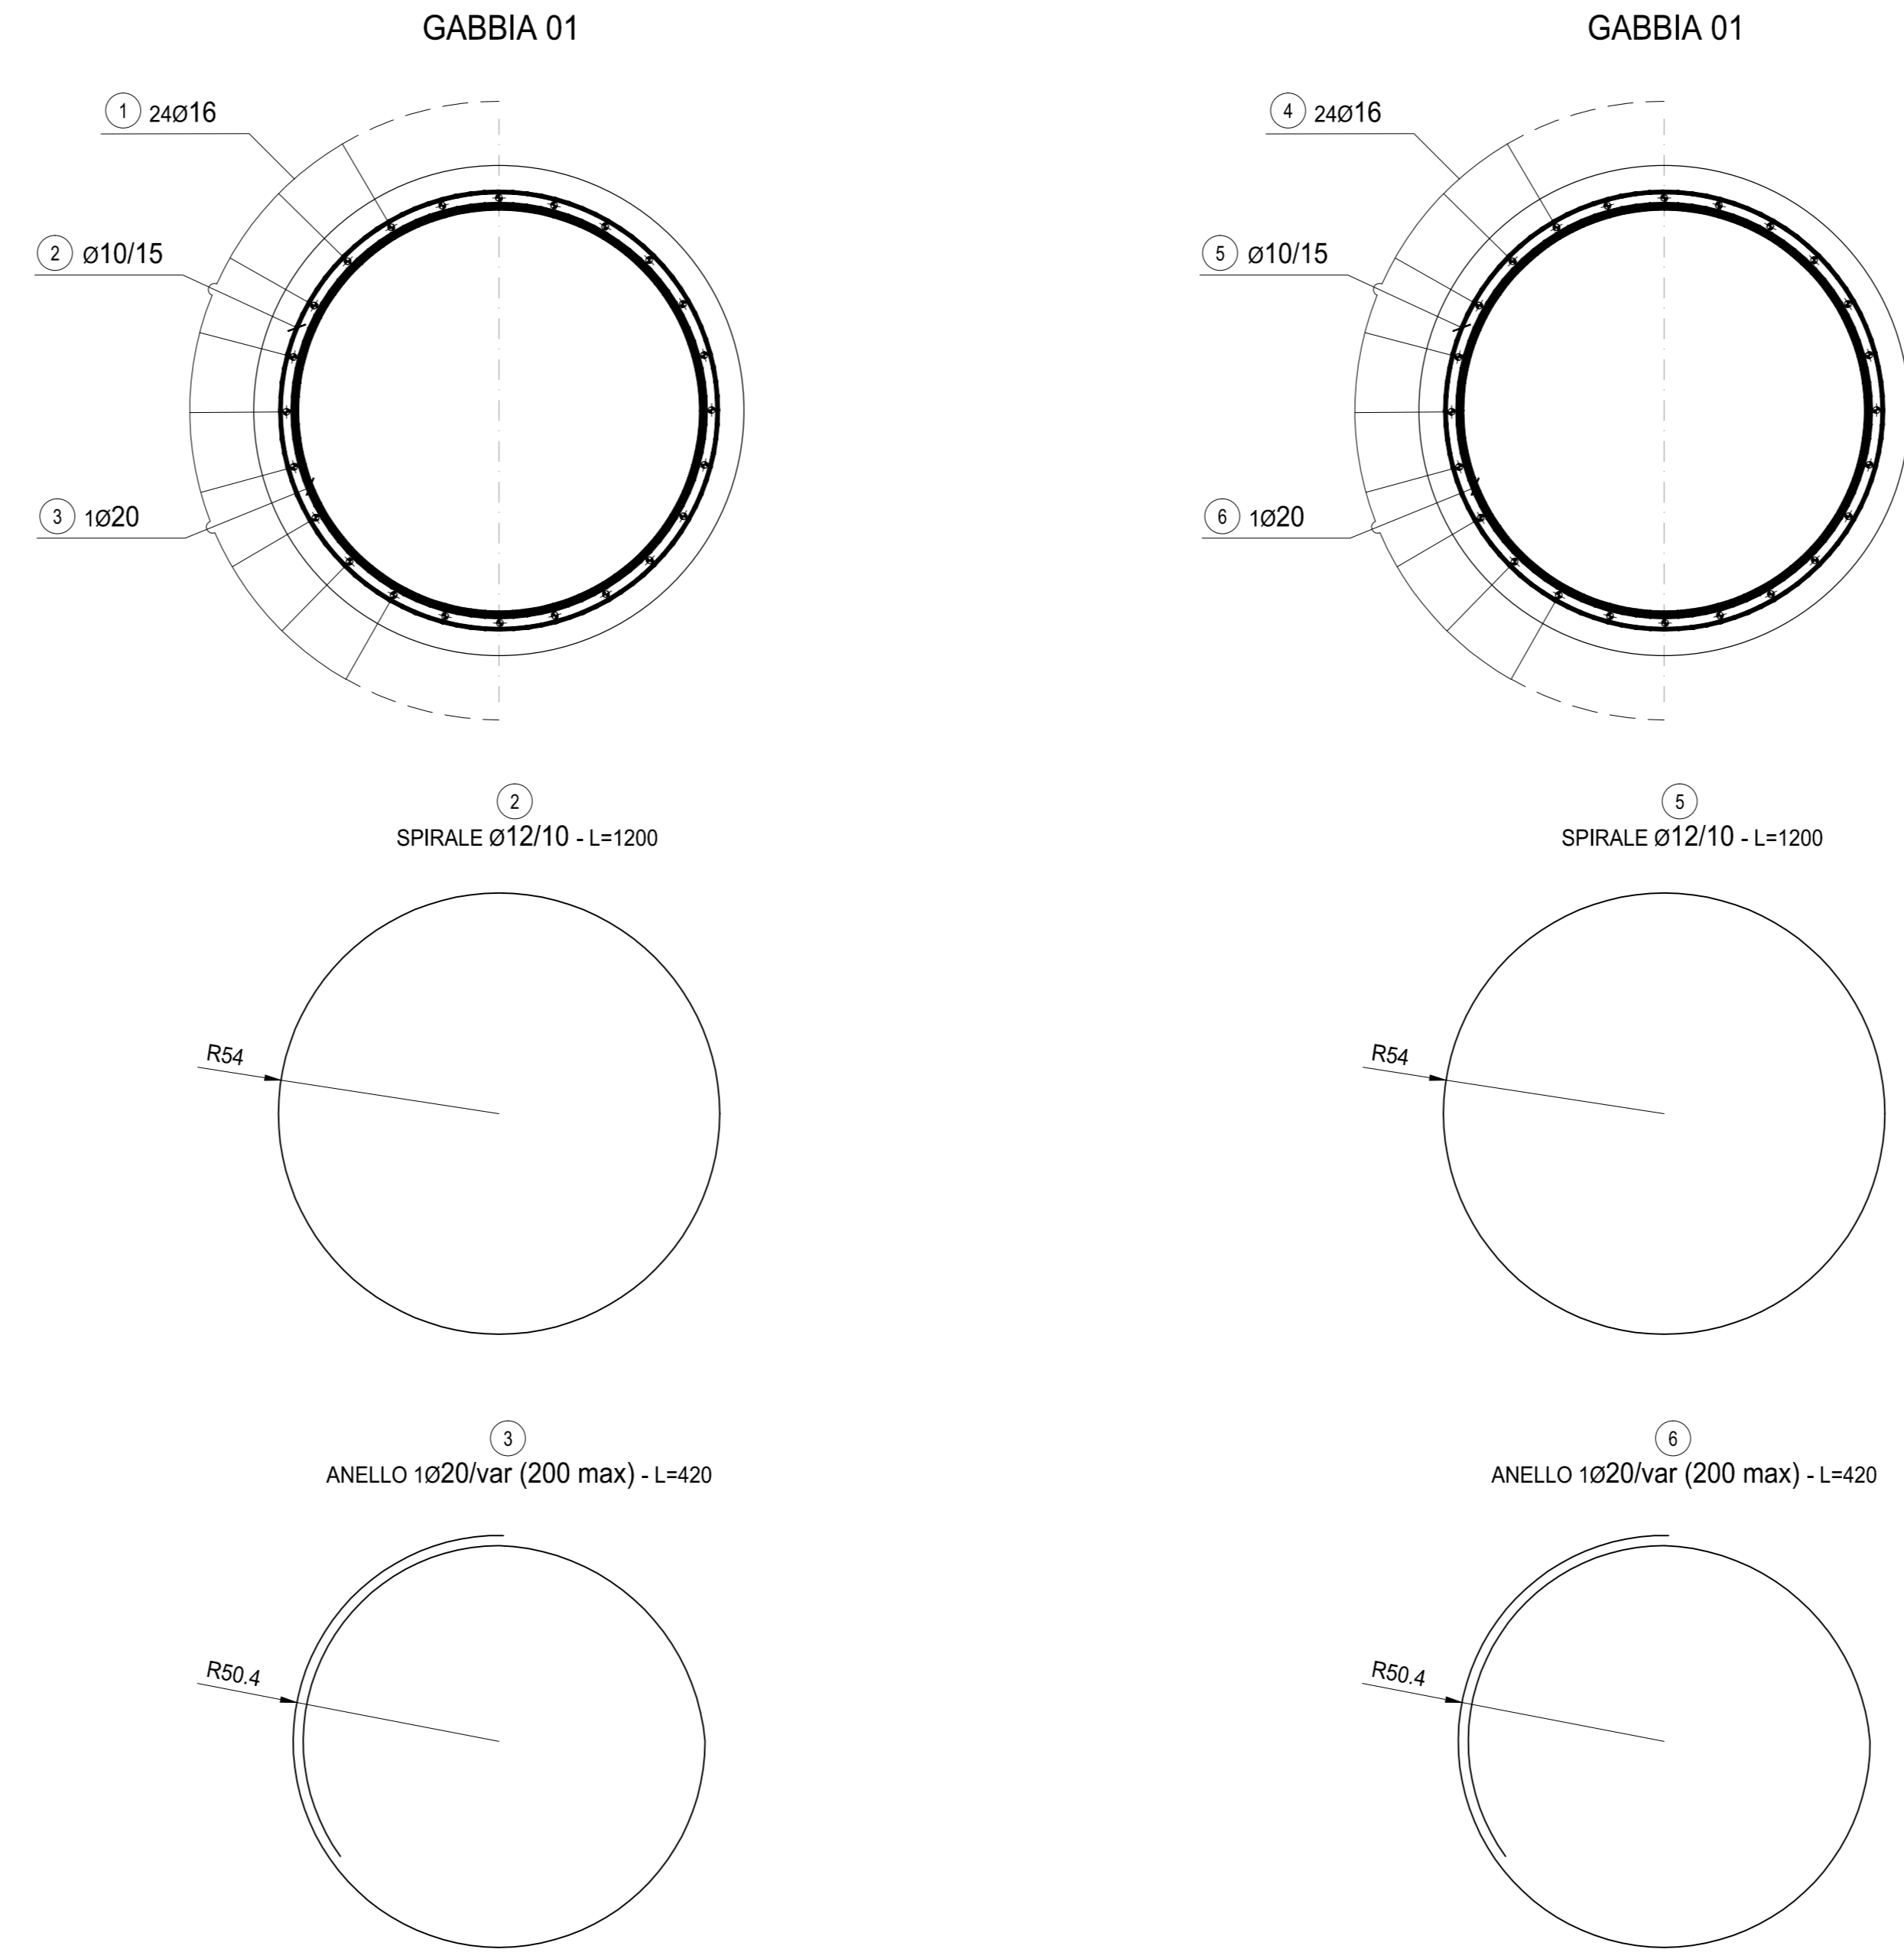 GABBIA 01
1 24Ø16
2 Ø10/15
3 1Ø20
2
SPIRALE Ø12/10 - L=1200
R54
3
ANELLO 1Ø20/var (200 max) - L=420
R50.4
GABBIA 01
4 24Ø16
5 Ø10/15
6 1Ø20
5
SPIRALE Ø12/10 - L=1200
R54
6
ANELLO 1Ø20/var (200 max) - L=420
R50.4